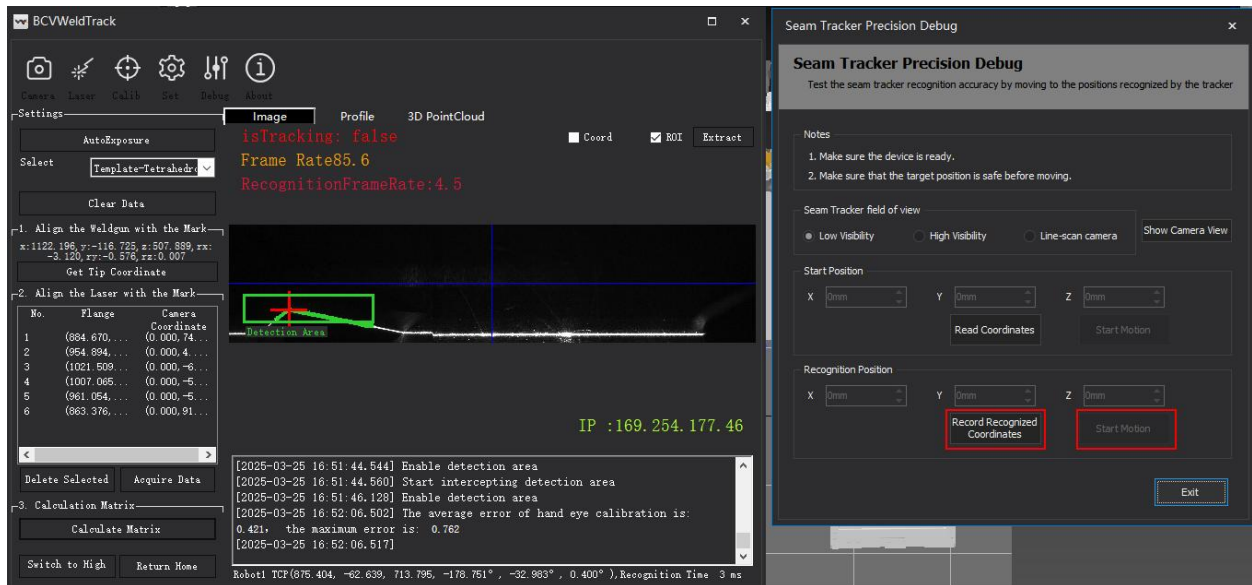 BCVWeldTrack
Camera Laser Calib Set Debug About
Settings
AutoExposure
Select Template-Tetrahedr
Clear Data
1. Align the Weldgun with the Mark
x:1122.196, y:-116.725, z:507.889, rx:
-3.120, ry:-0.576, rz:0.007
Get Tip Coordinate
2. Align the Laser with the Mark
No. Flange Camera
Coordinate
1 (884.670,... (0.000, 74...
2 (954.894,... (0.000, 4....
3 (1021.509... (0.000, -6...
4 (1007.065... (0.000, -5...
5 (961.054,... (0.000, -5...
6 (863.376,... (0.000, 91...
Delete Selected Acquire Data
3. Calculation Matrix
Calculate Matrix
Switch to High Return Home
Image Profile 3D PointCloud
isTracking: false
Coord ROI Extract
Frame Rate85.6
RecognitionFrameRate:4.5
Detection Area
IP :169.254.177.46
[2025-03-25 16:51:44.544] Enable detection area
[2025-03-25 16:51:44.560] Start intercepting detection area
[2025-03-25 16:51:46.128] Enable detection area
[2025-03-25 16:52:06.502] The average error of hand eye calibration is:
0.421, the maximum error is: 0.762
[2025-03-25 16:52:06.517]
Robot1 TCP(875.404, -62.639, 713.795, -178.751°, -32.983°, 0.400°),Recognition Time 3 ms
Seam Tracker Precision Debug
Seam Tracker Precision Debug
Test the seam tracker recognition accuracy by moving to the positions recognized by the tracker
Notes
1. Make sure the device is ready.
2. Make sure that the target position is safe before moving.
Seam Tracker field of view
Low Visibility High Visibility Line-scan camera Show Camera View
Start Position
X 0mm Y 0mm Z 0mm
Read Coordinates Start Motion
Recognition Position
X 0mm Y 0mm Z 0mm
Record Recognized
Coordinates
Start Motion
Exit